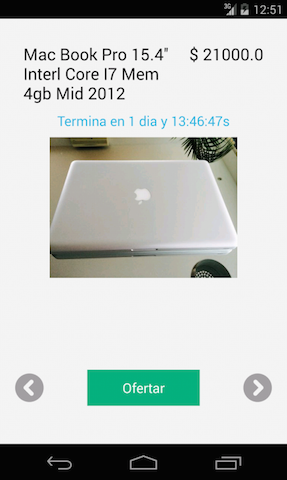 3G 12:51
Mac Book Pro 15.4" $ 21000.0
Interl Core I7 Mem
4gb Mid 2012
Termina en 1 dia y 13:46:47s
Ofertar